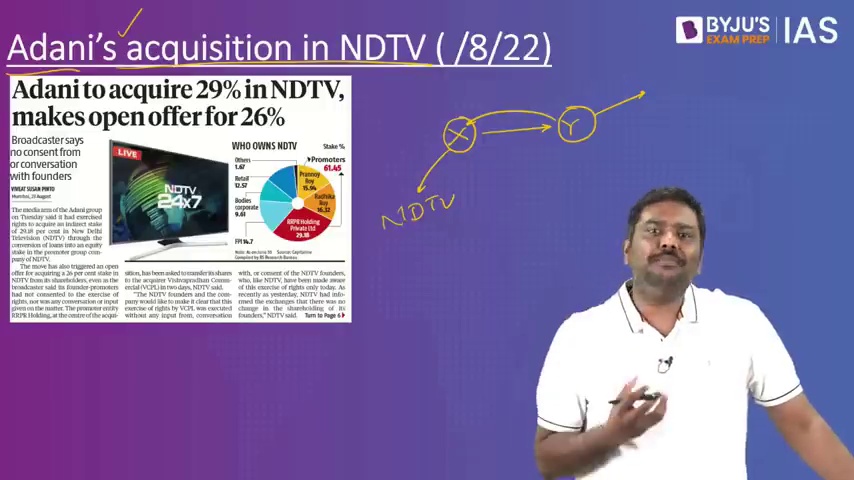 Adani's acquisition in NDTV ( /8/22)
BYJU'S
EXAM PREP
IAS
Adani to acquire 29% in NDTV,
makes open offer for 26%
Broadcaster says
no consent from
or conversation
with founders
VIVEAT SUSAN PINTO
Mumbai, 23 August
The media arm of the Adani group
on Tuesday said it had exercised
rights to acquire an indirect stake
of 29.18 per cent in New Delhi
Television (NDTV) through the
conversion of loans into an equity
stake in the promoter group com-
pany of NDTV.
The move has also triggered an open
offer for acquiring a 26 per cent stake in
NDTV from its shareholders, even as the
broadcaster said its founder-promoters
had not consented to the exercise of
rights, nor was any conversation or input
given on the matter. The promoter entity
RRPR Holding, at the centre of the acqui-
LIVE
NDTV
24x7
WHO OWNS NDTV
Stake %
Others
1.67
Retail
12.57
Bodies
corporate
9.61
FPI 14.7
Promoters
61.45
Prannoy
Roy
15.94
Radhika
Roy
16.32
RRPR Holding
Private Ltd
29.18
Note: As on June 30 Source: Capitaline
Compiled by BS Research Bureau
sition, has been asked to transfer its shares
to the acquirer Vishvapradhan Comme-
rcial (VCPL) in two days, NDTV said.
"The NDTV founders and the company
would like to make it clear that this
exercise of rights by VCPL was executed
without any input from, conversation
with, or consent of the NDTV founders,
who, like NDTV, have been made aware
of this exercise of rights only today. As
recently as yesterday, NDTV had infor-
med the exchanges that there was no
change in the shareholding of its
founders," NDTV said. Turn to Page 6
X
Y
NDTV